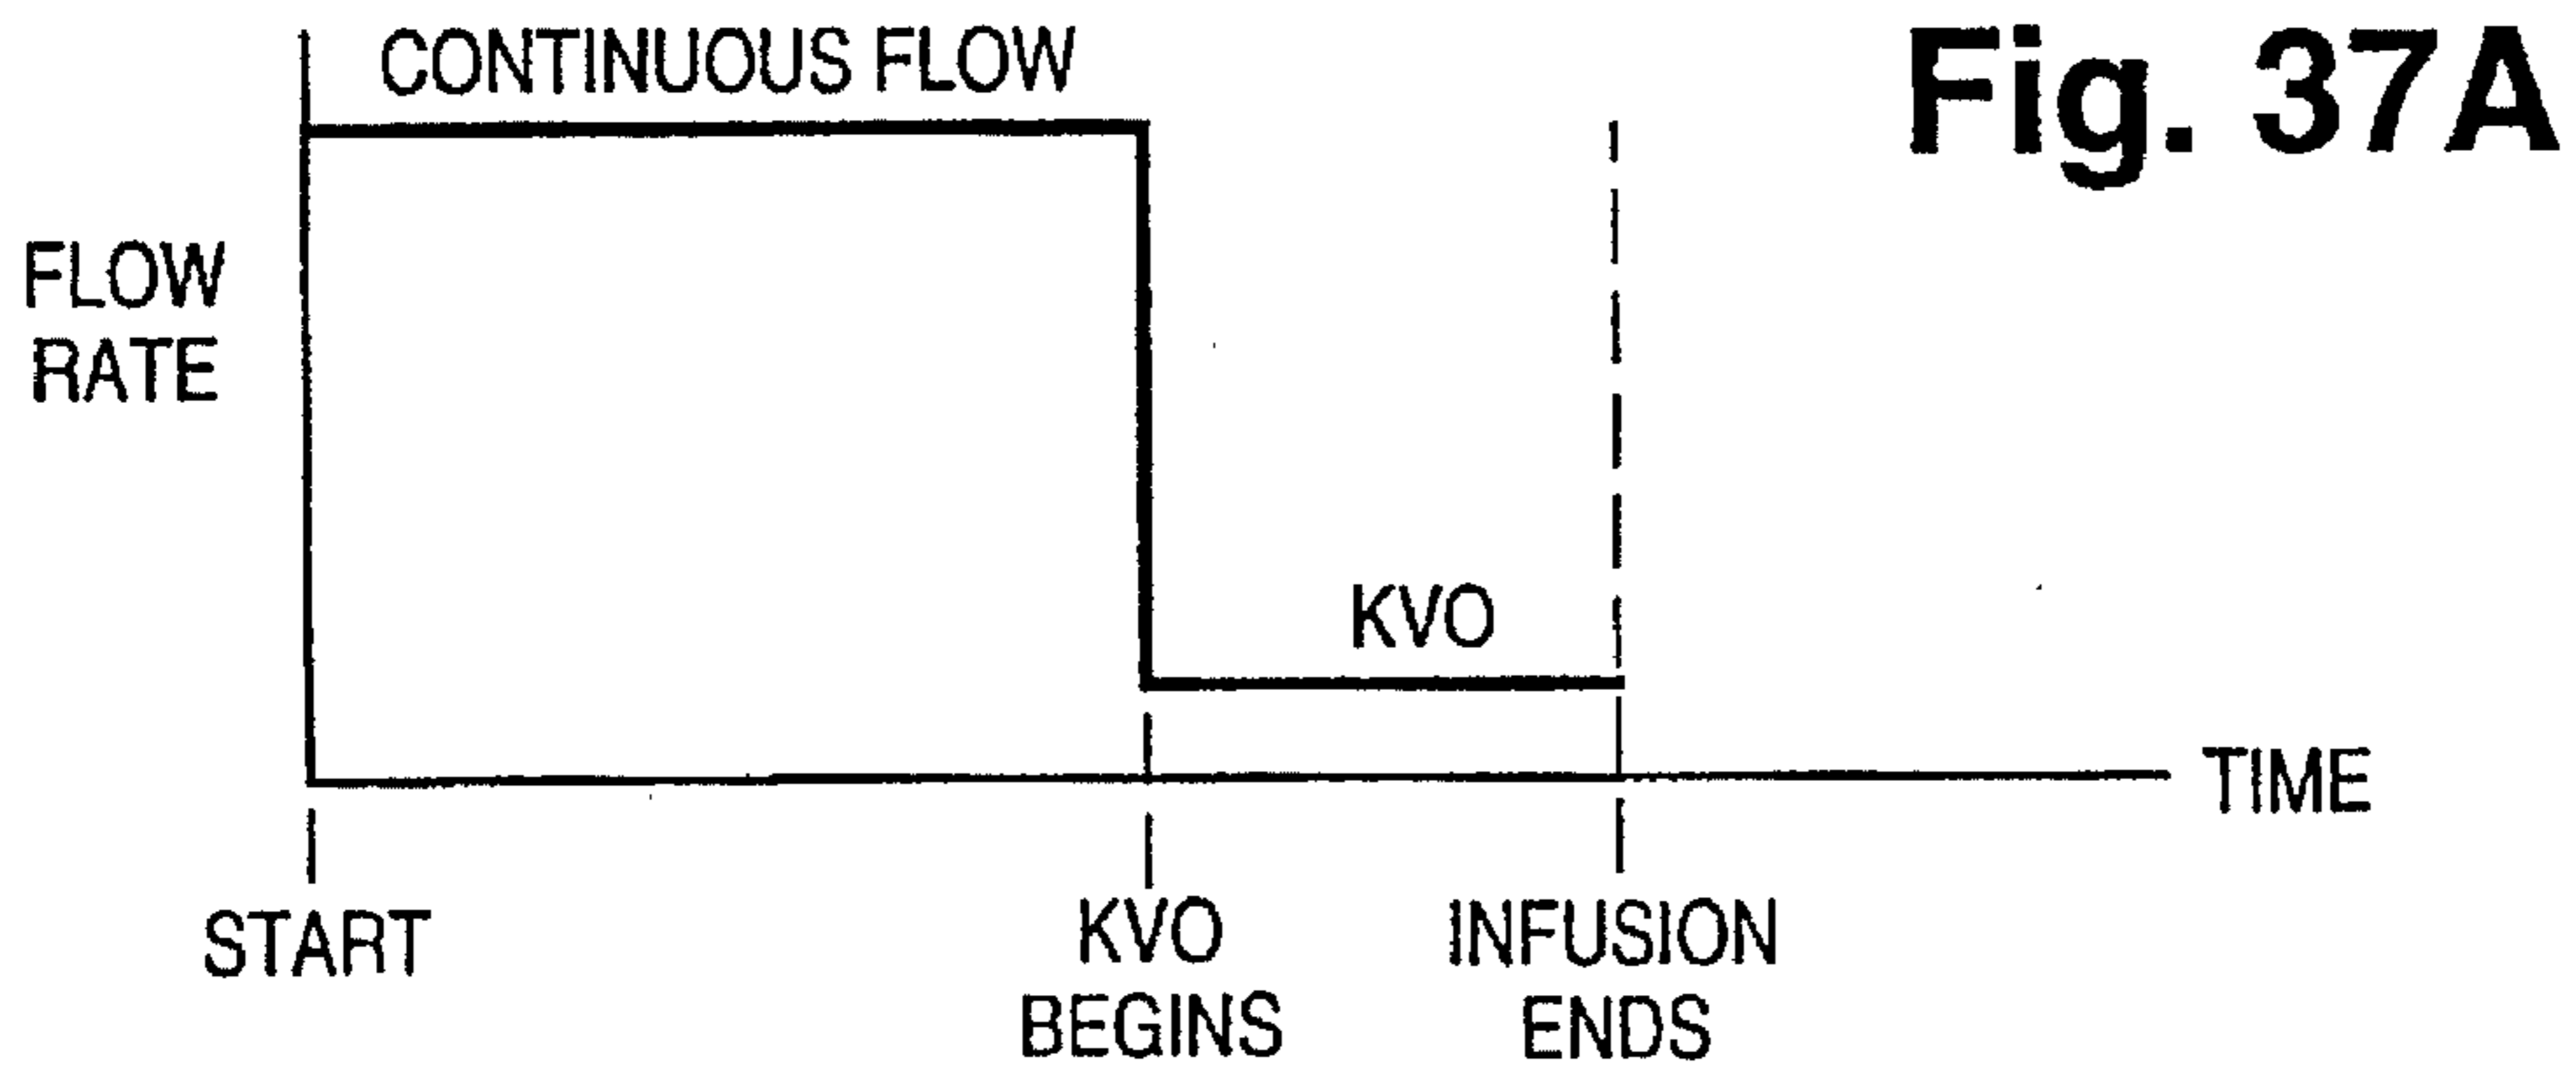 CONTINUOUS FLOW
Fig. 37A
FLOW
RATE
KVO
TIME
START
KVO
BEGINS
INFUSION
ENDS